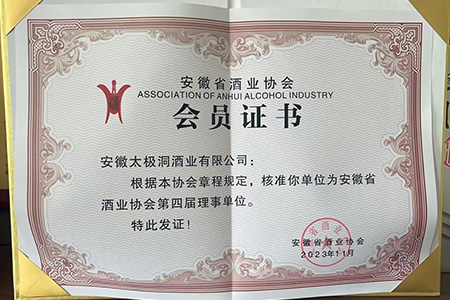 安徽省酒业协会
ASSOCIATION OF ANHUI ALCOHOL INDUSTRY
会员证书
安徽太极洞酒业有限公司：
根据本协会章程规定，核准你单位为安徽省
酒业协会第四届理事单位。
特此发证！
安徽省酒业协会
2023年11月